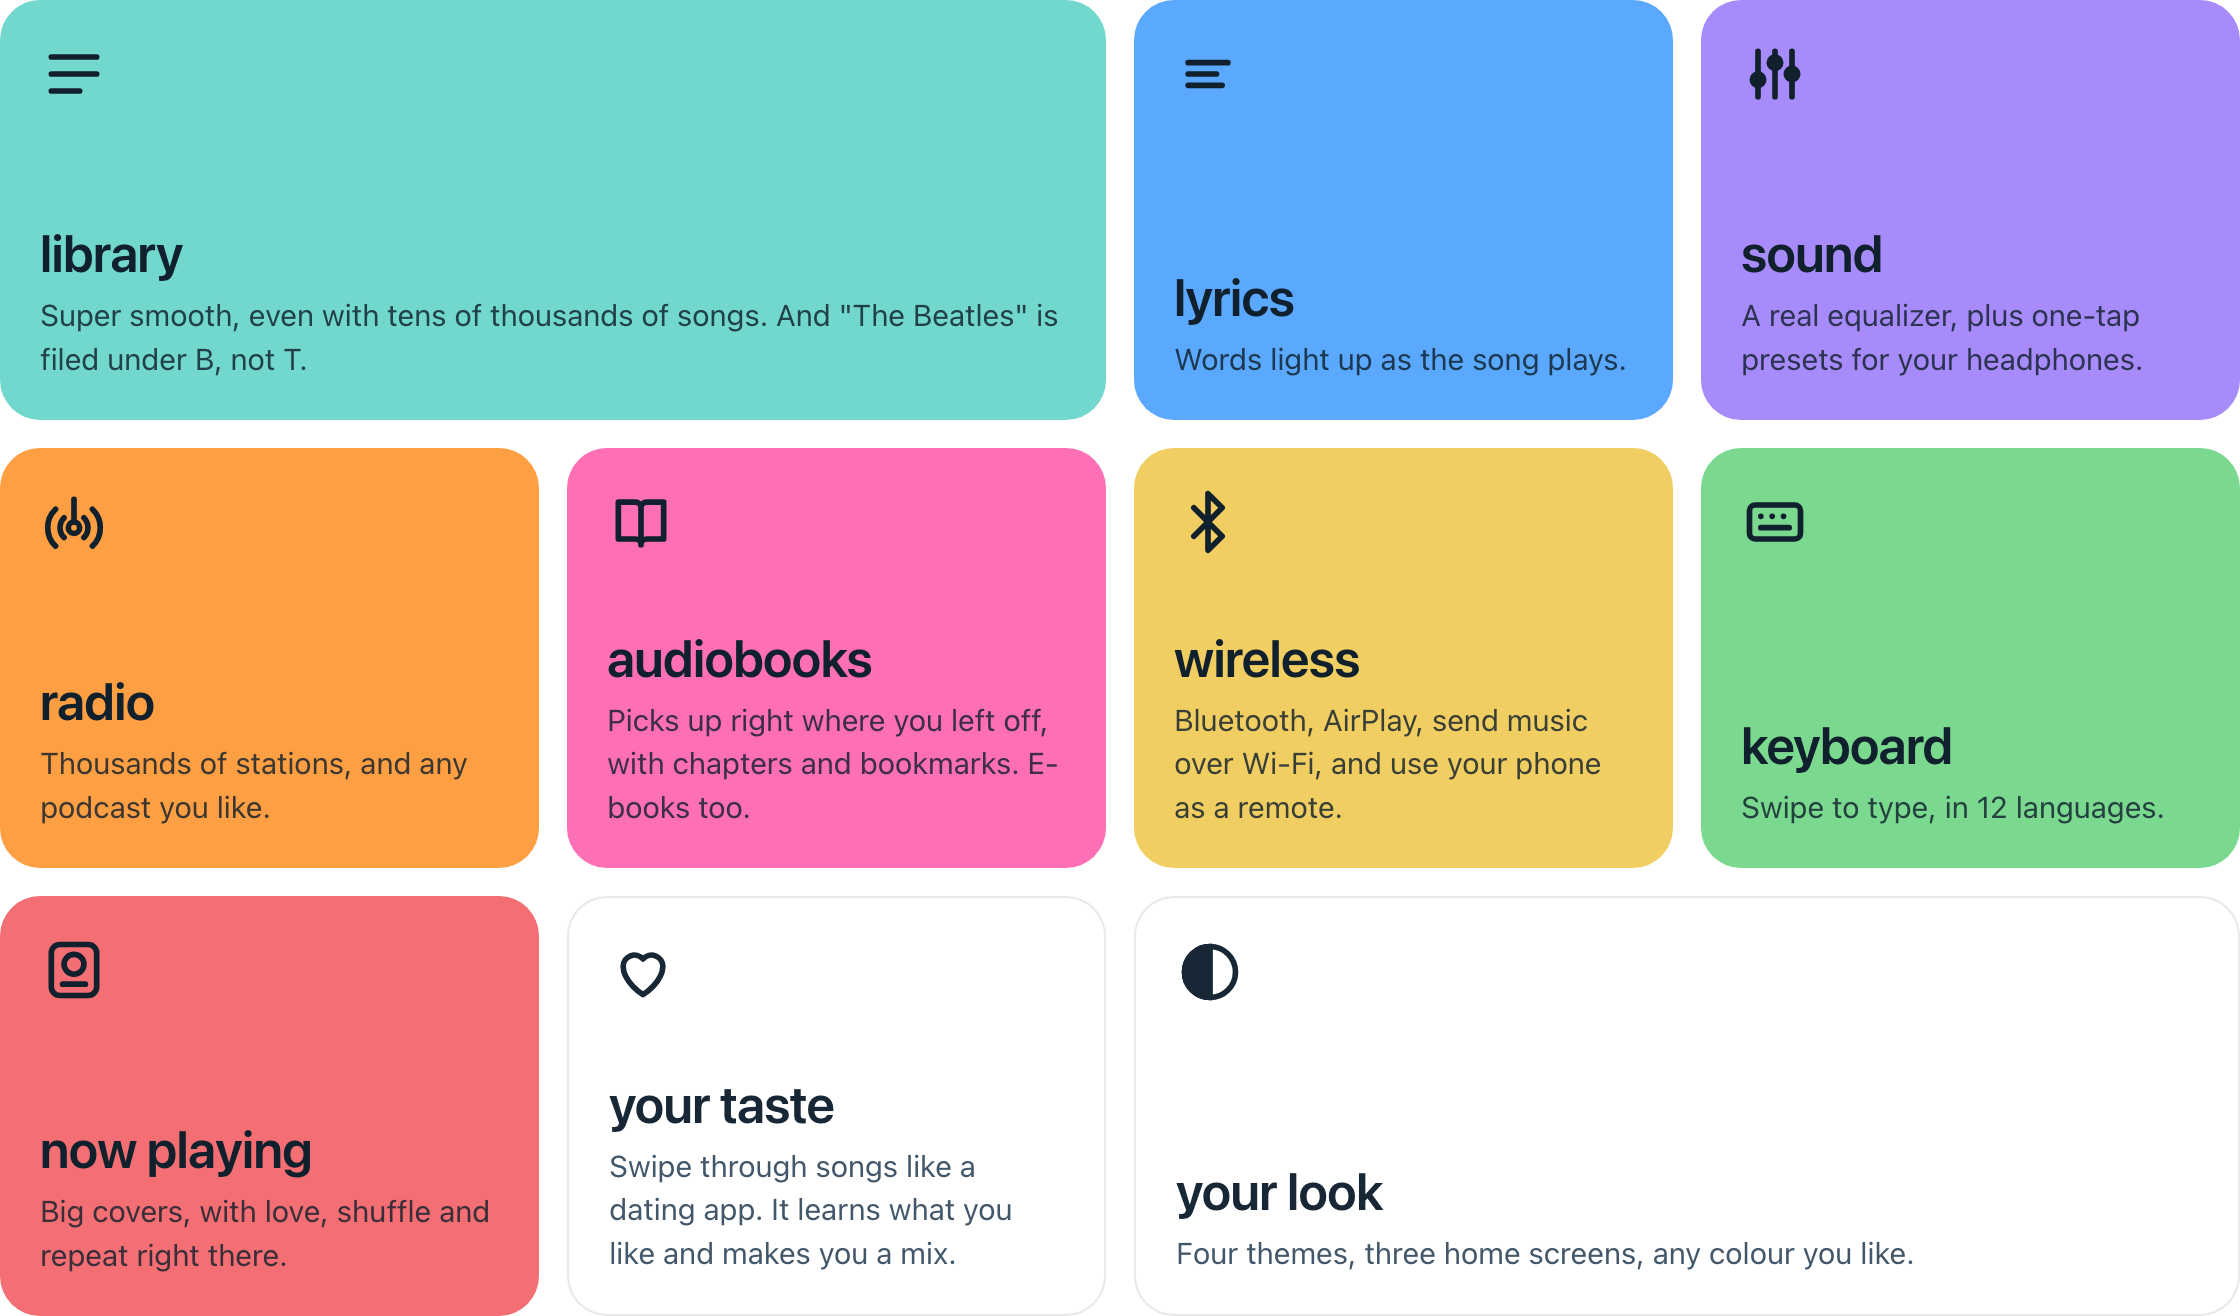 library
Super smooth, even with tens of thousands of songs. And "The Beatles" is
filed under B, not T.
lyrics
Words light up as the song plays.
sound
A real equalizer, plus one-tap
presets for your headphones.
radio
Thousands of stations, and any
podcast you like.
audiobooks
Picks up right where you left off,
with chapters and bookmarks. E-
books too.
wireless
Bluetooth, AirPlay, send music
over Wi-Fi, and use your phone
as a remote.
keyboard
Swipe to type, in 12 languages.
now playing
Big covers, with love, shuffle and
repeat right there.
your taste
Swipe through songs like a
dating app. It learns what you
like and makes you a mix.
your look
Four themes, three home screens, any colour you like.